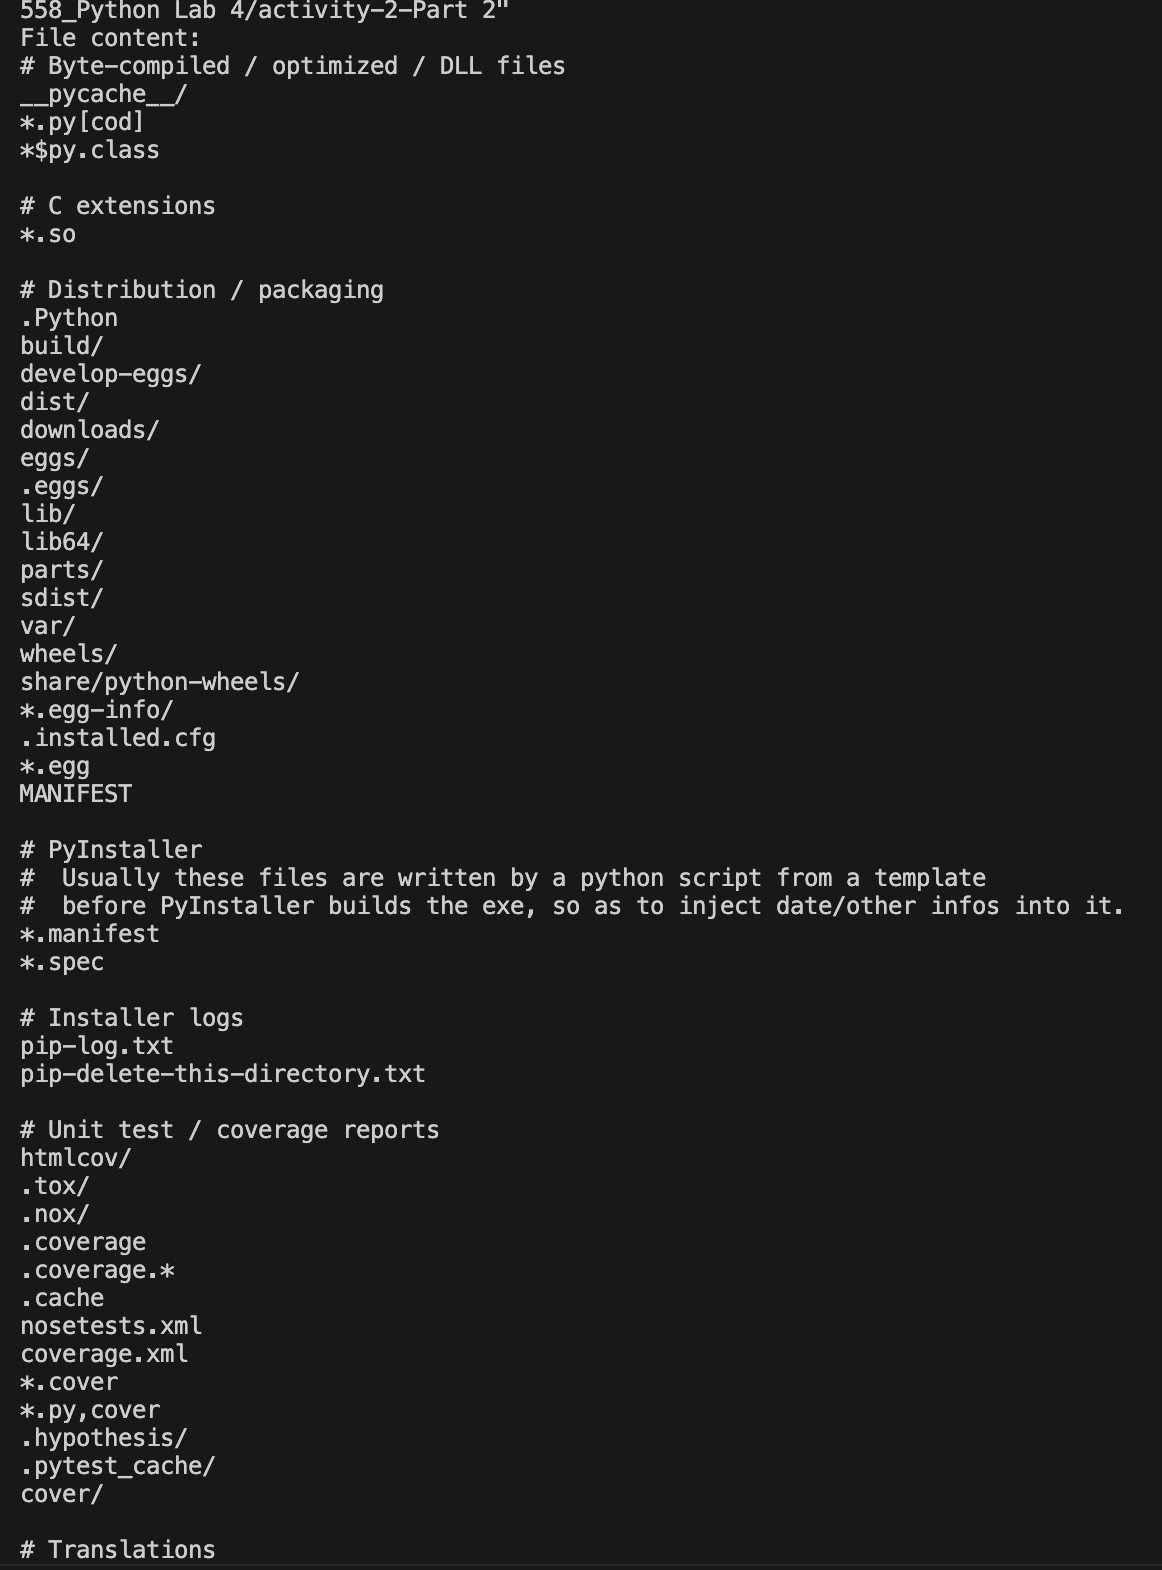 558_Python Lab 4/activity-2-Part 2"
File content:
# Byte-compiled / optimized / DLL files
__pycache__/
*.py[cod]
*$py.class

# C extensions
*.so

# Distribution / packaging
.Python
build/
develop-eggs/
dist/
downloads/
eggs/
.eggs/
lib/
lib64/
parts/
sdist/
var/
wheels/
share/python-wheels/
*.egg-info/
.installed.cfg
*.egg
MANIFEST

# PyInstaller
#  Usually these files are written by a python script from a template
#  before PyInstaller builds the exe, so as to inject date/other infos into it.
*.manifest
*.spec

# Installer logs
pip-log.txt
pip-delete-this-directory.txt

# Unit test / coverage reports
htmlcov/
.tox/
.nox/
.coverage
.coverage.*
.cache
nosetests.xml
coverage.xml
*.cover
*.py,cover
.hypothesis/
.pytest_cache/
cover/

# Translations